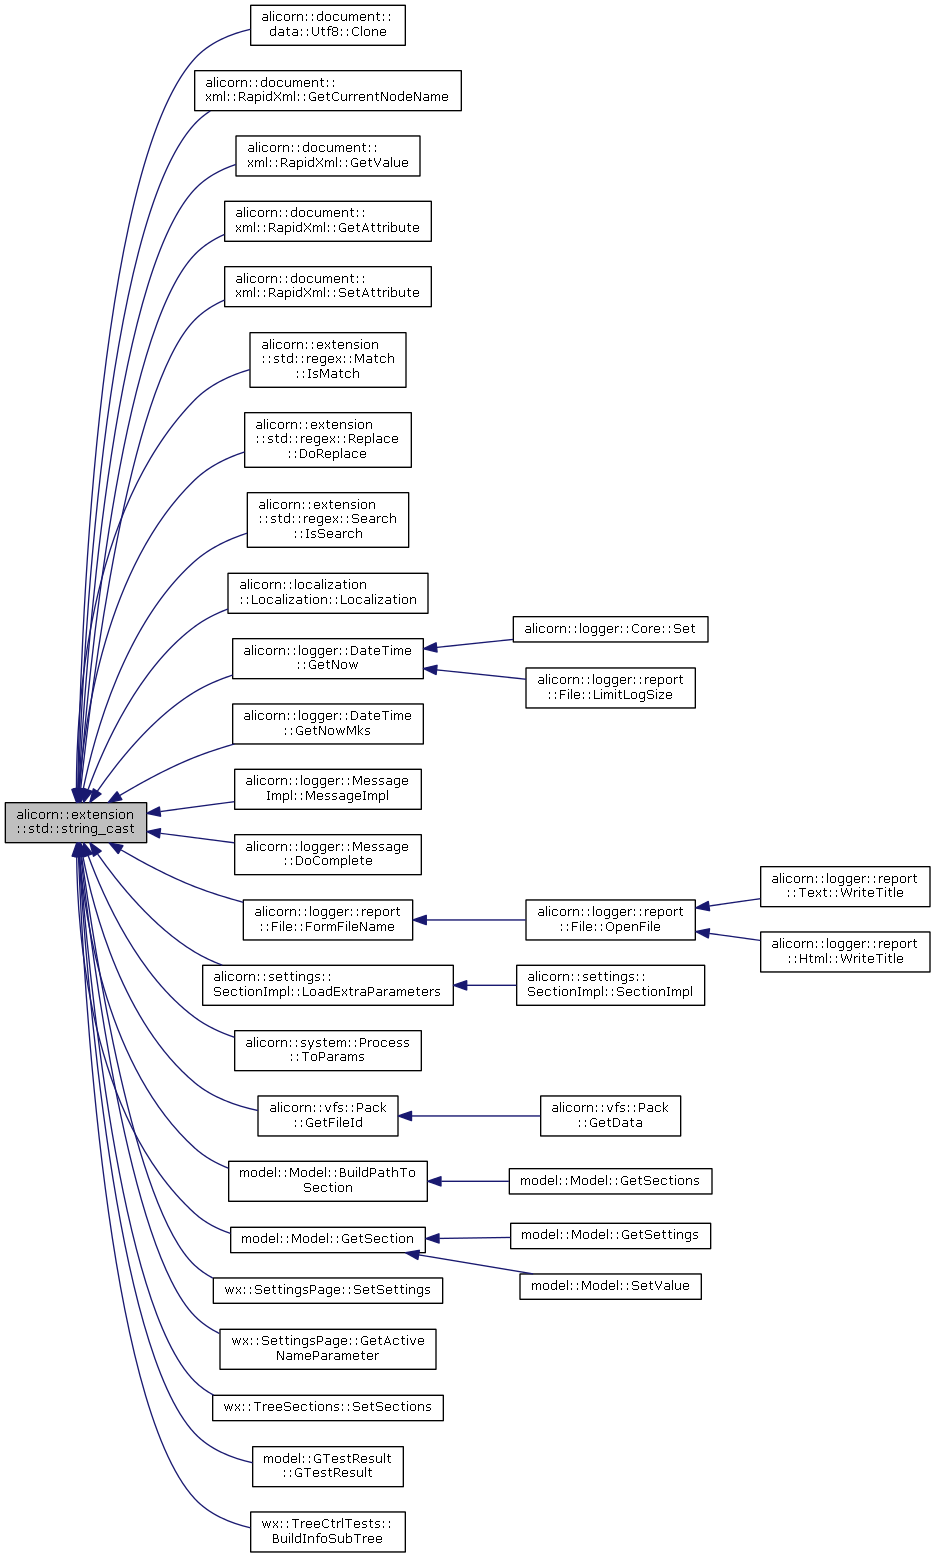 alicorn::document::
data::Utf8::Clone
alicorn::document::
xml::RapidXml::GetCurrentNodeName
alicorn::document::
xml::RapidXml::GetValue
alicorn::document::
xml::RapidXml::GetAttribute
alicorn::document::
xml::RapidXml::SetAttribute
alicorn::extension
::std::regex::Match
::IsMatch
alicorn::extension
::std::regex::Replace
::DoReplace
alicorn::extension
::std::regex::Search
::IsSearch
alicorn::localization
::Localization::Localization
alicorn::logger::DateTime
::GetNow
alicorn::logger::Core::Set
alicorn::logger::report
::File::LimitLogSize
alicorn::logger::DateTime
::GetNowMks
alicorn::logger::Message
Impl::MessageImpl
alicorn::extension
::std::string_cast
alicorn::logger::Message
::DoComplete
alicorn::logger::report
::File::FormFileName
alicorn::logger::report
::File::OpenFile
alicorn::logger::report
::Text::WriteTitle
alicorn::logger::report
::Html::WriteTitle
alicorn::settings::
SectionImpl::LoadExtraParameters
alicorn::settings::
SectionImpl::SectionImpl
alicorn::system::Process
::ToParams
alicorn::vfs::Pack
::GetFileId
alicorn::vfs::Pack
::GetData
model::Model::BuildPathTo
Section
model::Model::GetSections
model::Model::GetSection
model::Model::GetSettings
model::Model::SetValue
wx::SettingsPage::SetSettings
wx::SettingsPage::GetActive
NameParameter
wx::TreeSections::SetSections
model::GTestResult
::GTestResult
wx::TreeCtrlTests::
BuildInfoSubTree